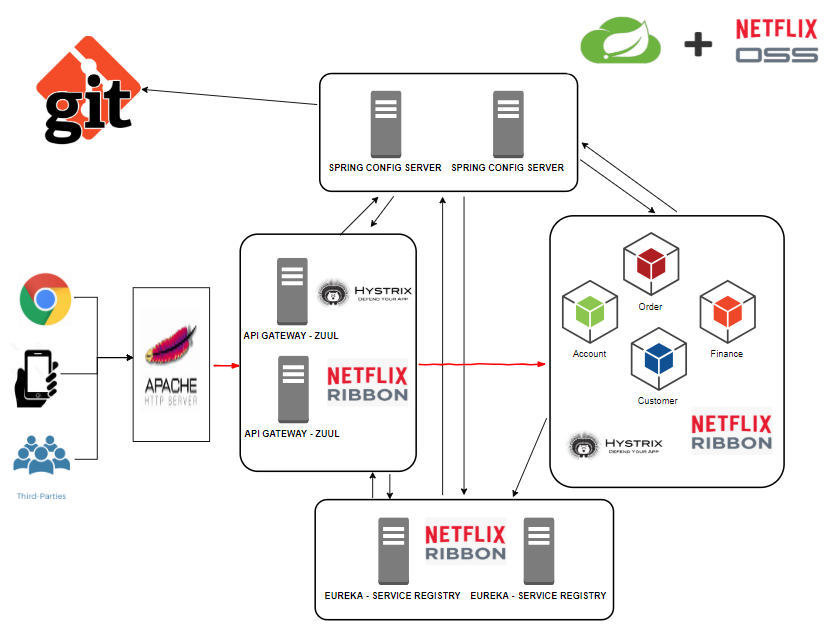 NETFLIX
OSS
git
SPRING CONFIG SERVER
SPRING CONFIG SERVER
HYSTRIX
DEFEND YOUR APP
API GATEWAY - ZUUL
NETFLIX
RIBBON
API GATEWAY - ZUUL
APACHE
HTTP SERVER
Third-Parties
Order
Account
Finance
Customer
HYSTRIX
DEFEND YOUR APP
NETFLIX
RIBBON
NETFLIX
RIBBON
EUREKA - SERVICE REGISTRY
EUREKA - SERVICE REGISTRY